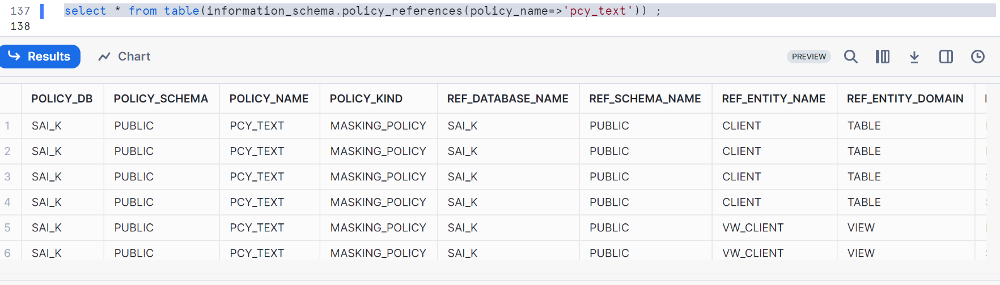 137 select * from table(information_schema.policy_references(policy_name=>'pcy_text')) ;
138
Results Chart PREVIEW
POLICY_DB POLICY_SCHEMA POLICY_NAME POLICY_KIND REF_DATABASE_NAME REF_SCHEMA_NAME REF_ENTITY_NAME REF_ENTITY_DOMAIN
1 SAI_K PUBLIC PCY_TEXT MASKING_POLICY SAI_K PUBLIC CLIENT TABLE
2 SAI_K PUBLIC PCY_TEXT MASKING_POLICY SAI_K PUBLIC CLIENT TABLE
3 SAI_K PUBLIC PCY_TEXT MASKING_POLICY SAI_K PUBLIC CLIENT TABLE
4 SAI_K PUBLIC PCY_TEXT MASKING_POLICY SAI_K PUBLIC CLIENT TABLE
5 SAI_K PUBLIC PCY_TEXT MASKING_POLICY SAI_K PUBLIC VW_CLIENT VIEW
6 SAI_K PUBLIC PCY_TEXT MASKING_POLICY SAI_K PUBLIC VW_CLIENT VIEW